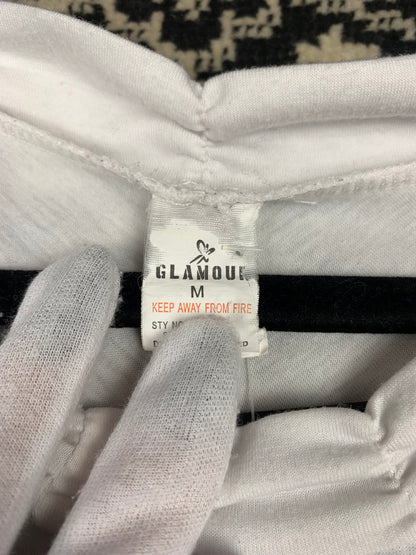 GLAMOUR
M
KEEP AWAY FROM FIRE
STY NO